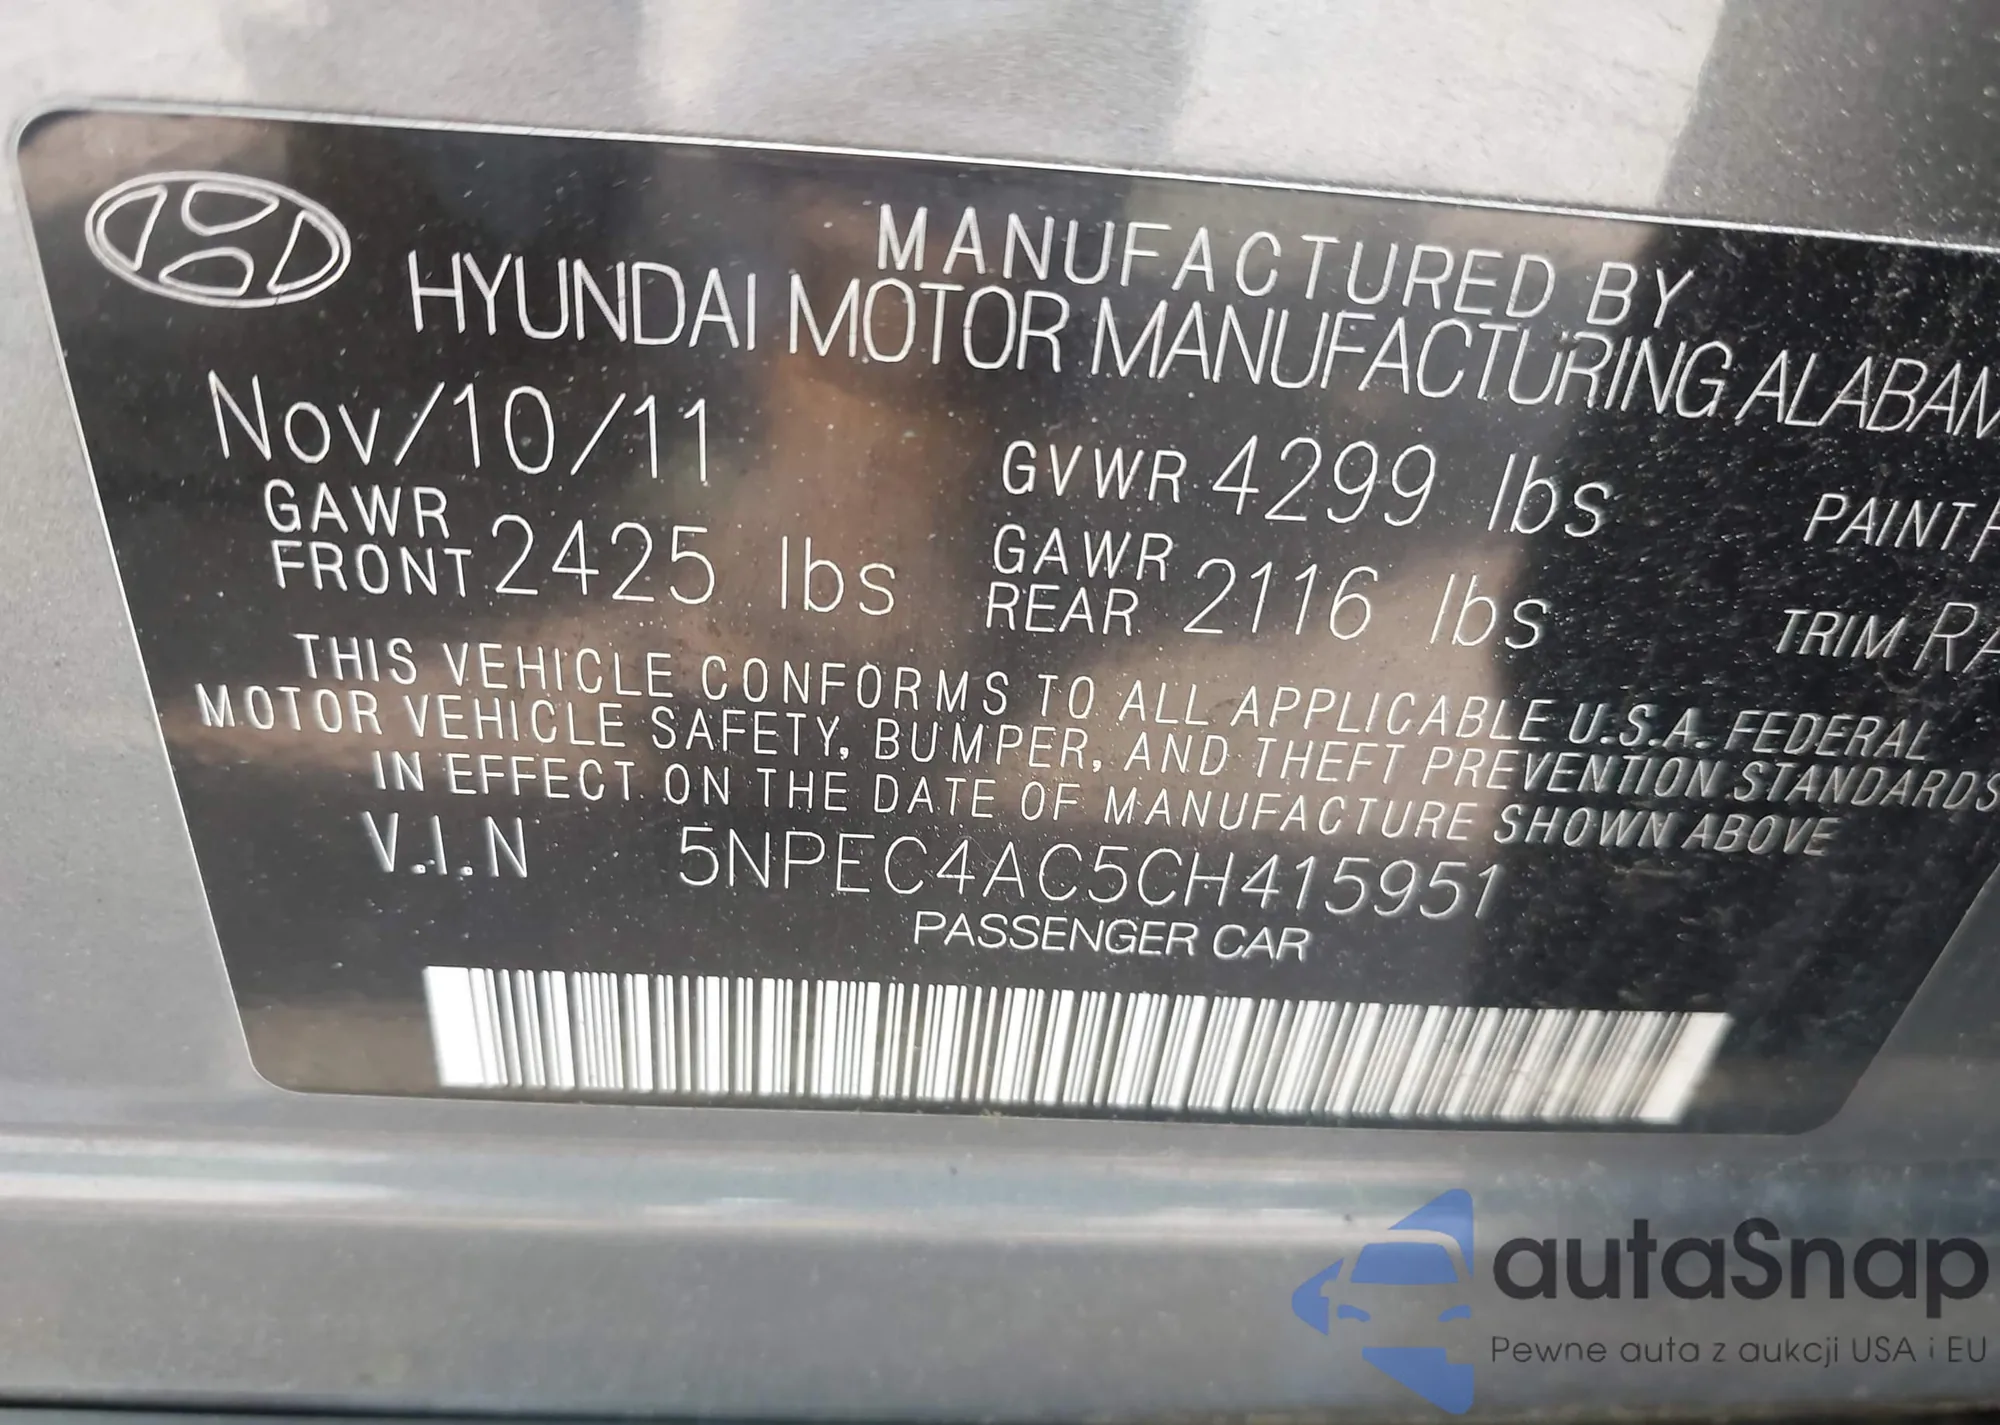 MANUFACTURED BY
HYUNDAI MOTOR MANUFACTURING ALABAM
Nov/10/11
GVWR 4299 lbs
PAINT
GAWR FRONT 2425 lbs
GAWR REAR 2116 lbs
TRIM RA
THIS VEHICLE CONFORMS TO ALL APPLICABLE U.S.A. FEDERAL
MOTOR VEHICLE SAFETY, BUMPER, AND THEFT PREVENTION STANDARDS
IN EFFECT ON THE DATE OF MANUFACTURE SHOWN ABOVE
V.I.N 5NPEC4AC5CH415951
PASSENGER CAR
autaSnap
Pewne auta z aukcji USA i EU